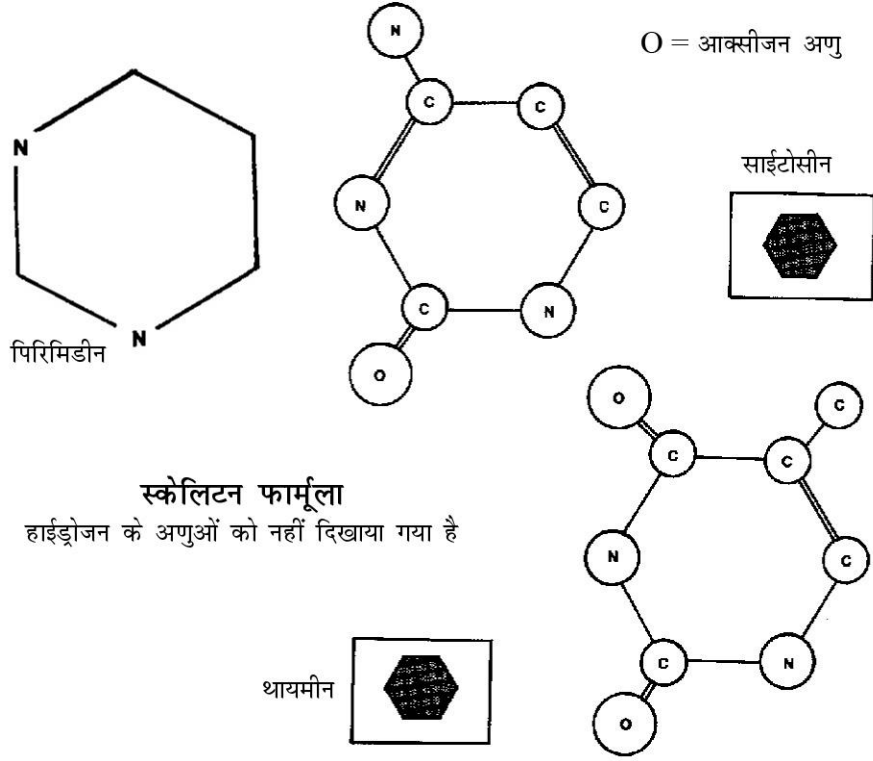 N
O = आक्सीजन अणु
C C
N
साईटोसीन
N C
C N
N
पिरिमिडीन
O
O C
C C
स्केलिटन फार्मूला
हाईड्रोजन के अणुओं को नहीं दिखाया गया है
N C
C N
थायमीन
O